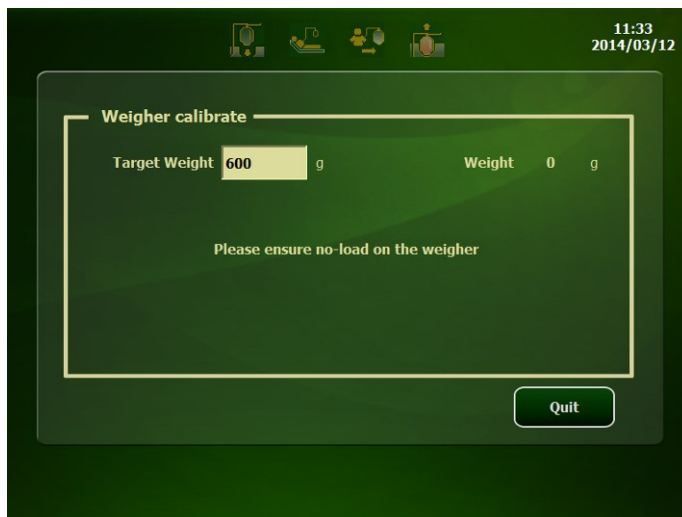 11:33
2014/03/12
Weigher calibrate
Target Weight 600 g Weight 0 g
Please ensure no-load on the weigher
Quit